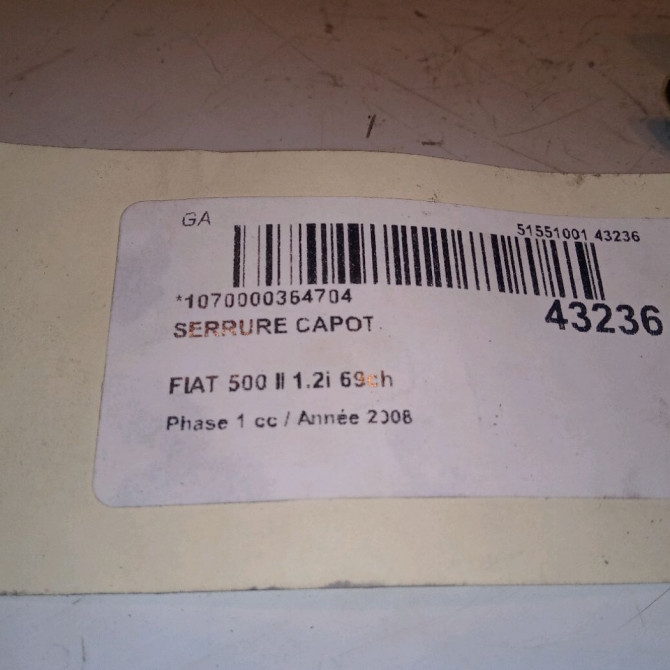 GA
51551001 43236
*1070000364704
43236
SERRURE CAPOT.
FIAT 500 II 1.2i 69ch
Phase 1 cc / Année 2008